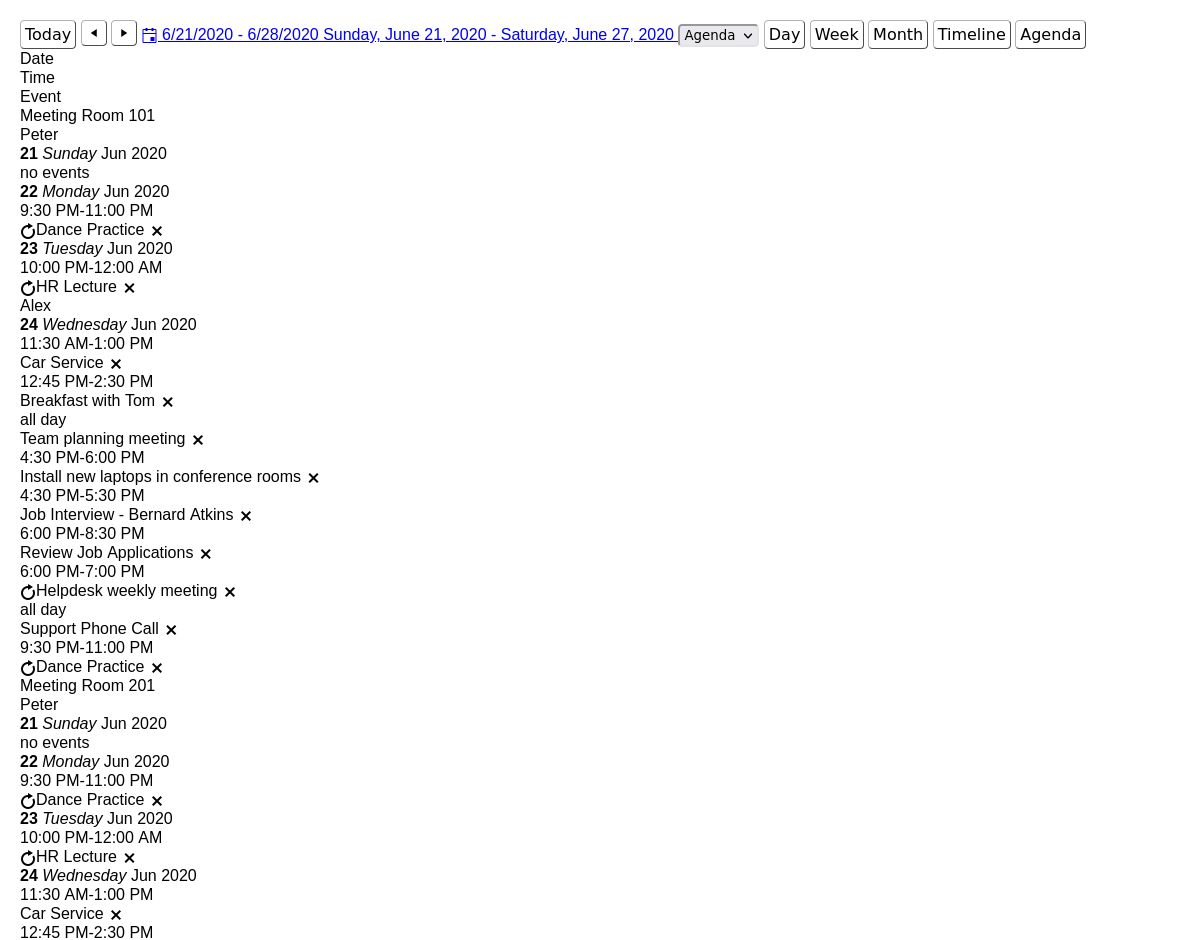 Today 6/21/2020 - 6/28/2020 Sunday, June 21, 2020 - Saturday, June 27, 2020 Agenda Day Week Month Timeline Agenda
Date
Time
Event
Meeting Room 101
Peter
21 Sunday Jun 2020
no events
22 Monday Jun 2020
9:30 PM-11:00 PM
Dance Practice
23 Tuesday Jun 2020
10:00 PM-12:00 AM
HR Lecture
Alex
24 Wednesday Jun 2020
11:30 AM-1:00 PM
Car Service
12:45 PM-2:30 PM
Breakfast with Tom
all day
Team planning meeting
4:30 PM-6:00 PM
Install new laptops in conference rooms
4:30 PM-5:30 PM
Job Interview - Bernard Atkins
6:00 PM-8:30 PM
Review Job Applications
6:00 PM-7:00 PM
Helpdesk weekly meeting
all day
Support Phone Call
9:30 PM-11:00 PM
Dance Practice
Meeting Room 201
Peter
21 Sunday Jun 2020
no events
22 Monday Jun 2020
9:30 PM-11:00 PM
Dance Practice
23 Tuesday Jun 2020
10:00 PM-12:00 AM
HR Lecture
24 Wednesday Jun 2020
11:30 AM-1:00 PM
Car Service
12:45 PM-2:30 PM